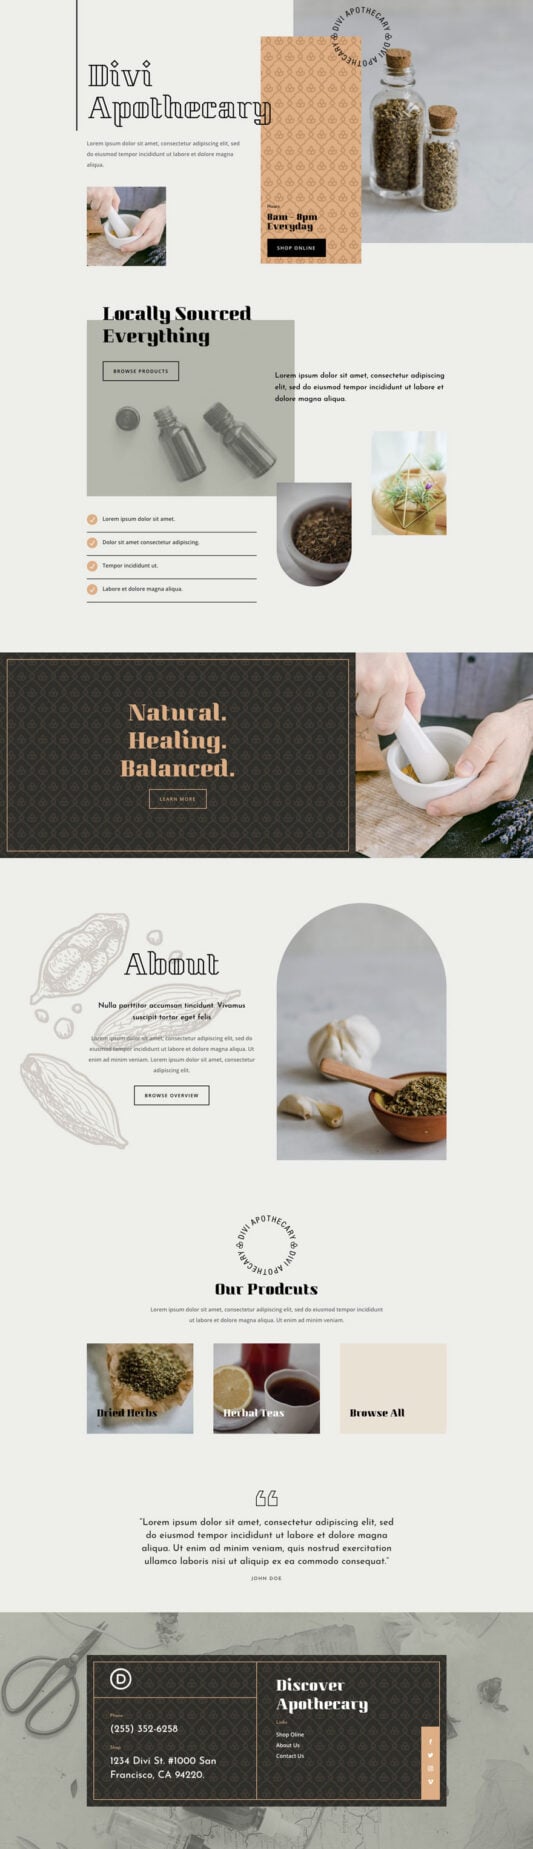 DIVI APOTHECARY DIVI APOTHECARY
Divi
Apothecary
Lorem ipsum dolor sit amet, consectetur adipiscing elit, sed
do eiusmod tempor incididunt ut labore et dolore magna
aliqua.
Hours
8am - 8pm
Everyday
SHOP ONLINE
Locally Sourced
Everything
BROWSE PRODUCTS
Lorem ipsum dolor sit amet, consectetur adipiscing
elit, sed do eiusmod tempor incididunt ut labore et
dolore magna aliqua.
Lorem ipsum dolor sit amet.
Dolor sit amet consectetur adipiscing.
Tempor incididunt ut.
Labore et dolore magna aliqua.
Natural.
Healing.
Balanced.
LEARN MORE
About
Nulla porttitor accumsan tincidunt. Vivamus
suscipit tortor eget felis
Lorem ipsum dolor sit amet, consectetur adipiscing elit, sed do
eiusmod tempor incididunt ut labore et dolore magna aliqua. Ut
enim ad minim veniam. Lorem ipsum dolor sit amet, consectetur
adipiscing elit.
BROWSE OVERVIEW
DIVI APOTHECARY DIVI APOTHECARY
Our Prodcuts
Lorem ipsum dolor sit amet, consectetur adipiscing elit, sed do eiusmod tempor incididunt
ut labore et dolore magna aliqua. Ut enim ad minim veniam.
Dried Herbs
Herbal Teas
Browse All
“Lorem ipsum dolor sit amet, consectetur adipiscing elit, sed
do eiusmod tempor incididunt ut labore et dolore magna
aliqua. Ut enim ad minim veniam, quis nostrud exercitation
ullamco laboris nisi ut aliquip ex ea commodo consequat.”
JOHN DOE
D
Phone
(255) 352-6258
Shop
1234 Divi St. #1000 San
Francisco, CA 94220.
Discover
Apothecary
Links
Shop Oline
About Us
Contact Us